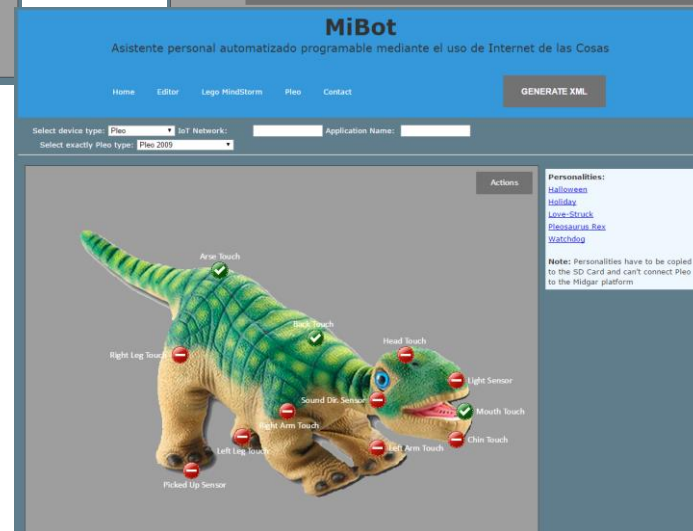 MiBot
Asistente personal automatizado programable mediante el uso de Internet de las Cosas
Home Editor Lego MindStorm Pleo Contact
GENERATE XML
Select device type: Pleo IoT Network: Application Name:
Select exactly Pleo type: Pleo 2009
Actions
Personalities:
Halloween
Holiday
Love-Struck
Pleosaurus Rex
Watchdog
Note: Personalities have to be copied
to the SD Card and can't connect Pleo
to the Midgar platform
Arse Touch
Back Touch
Head Touch
Right Leg Touch
Light Sensor
Sound Dir. Sensor
Mouth Touch
Right Arm Touch
Chin Touch
Left Leg Touch
Left Arm Touch
Picked Up Sensor